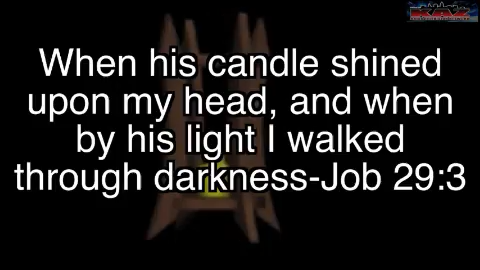 When his candle shined
upon my head, and when
by his light I walked
through darkness-Job 29:3